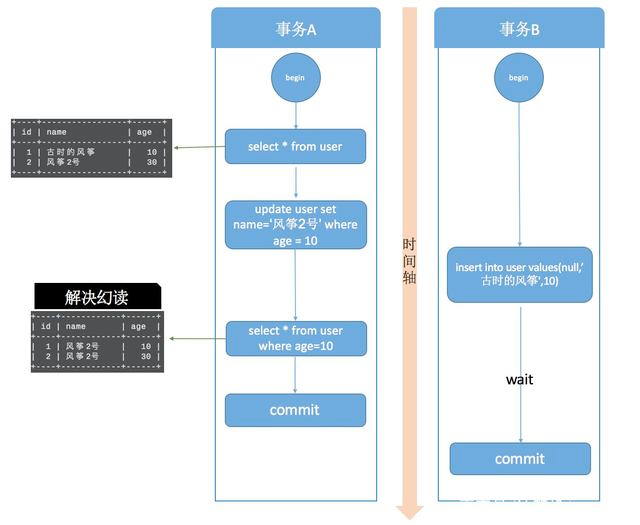 事务A
事务B
begin
begin
+----+--------------+-----+
| id | name | age |
+----+--------------+-----+
| 1 | 古时的风筝 | 10 |
| 2 | 风筝2号 | 30 |
+----+--------------+-----+
select * from user
update user set
name='风筝2号' where
age = 10
时
间
轴
insert into user values(null,’
古时的风筝',10)
解决幻读
+----+----------+------+
| id | name | age |
+----+----------+------+
| 1 | 风筝2号 | 10 |
| 2 | 风筝2号 | 30 |
+----+----------+------+
select * from user
where age=10
wait
commit
commit